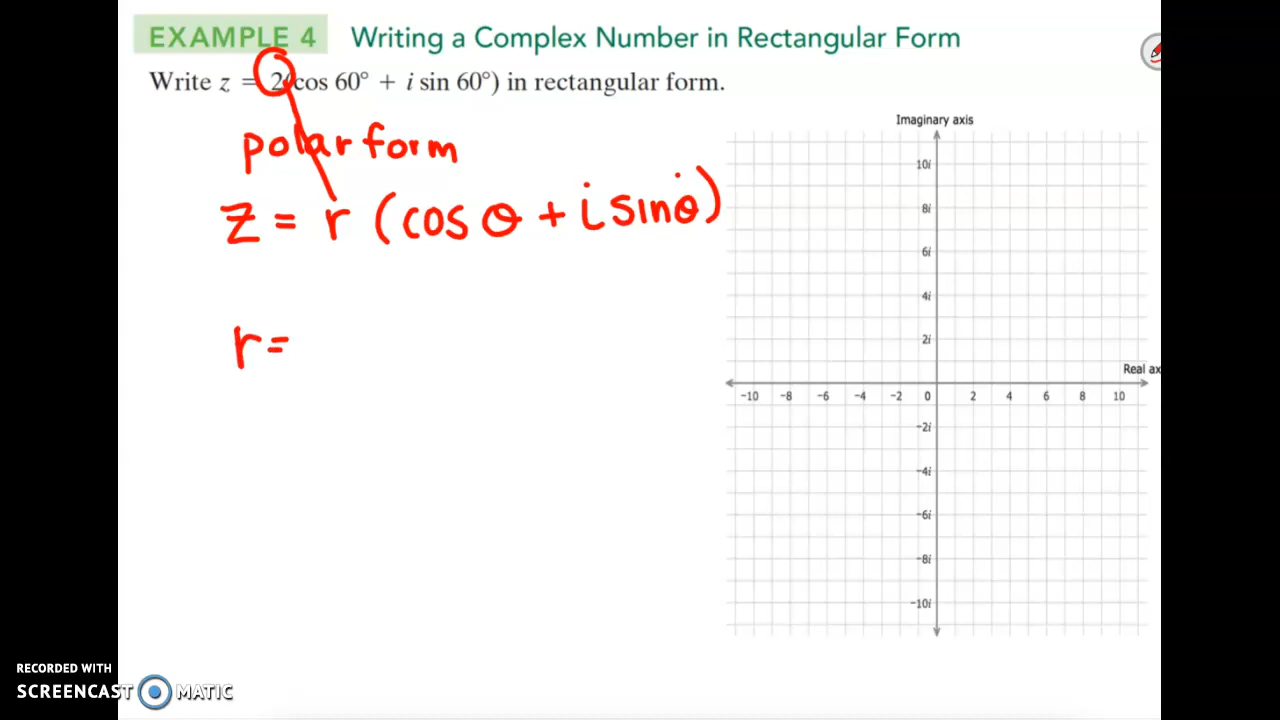 EXAMPLE 4 Writing a Complex Number in Rectangular Form
Write z = 2(cos 60° + i sin 60°) in rectangular form.
polar form
z = r (cos θ + i sin θ)
r =
Imaginary axis
10i
8i
6i
4i
2i
Real ax
-10 -8 -6 -4 -2 0 2 4 6 8 10
-2i
-4i
-6i
-8i
-10i
RECORDED WITH
SCREENCAST MATIC